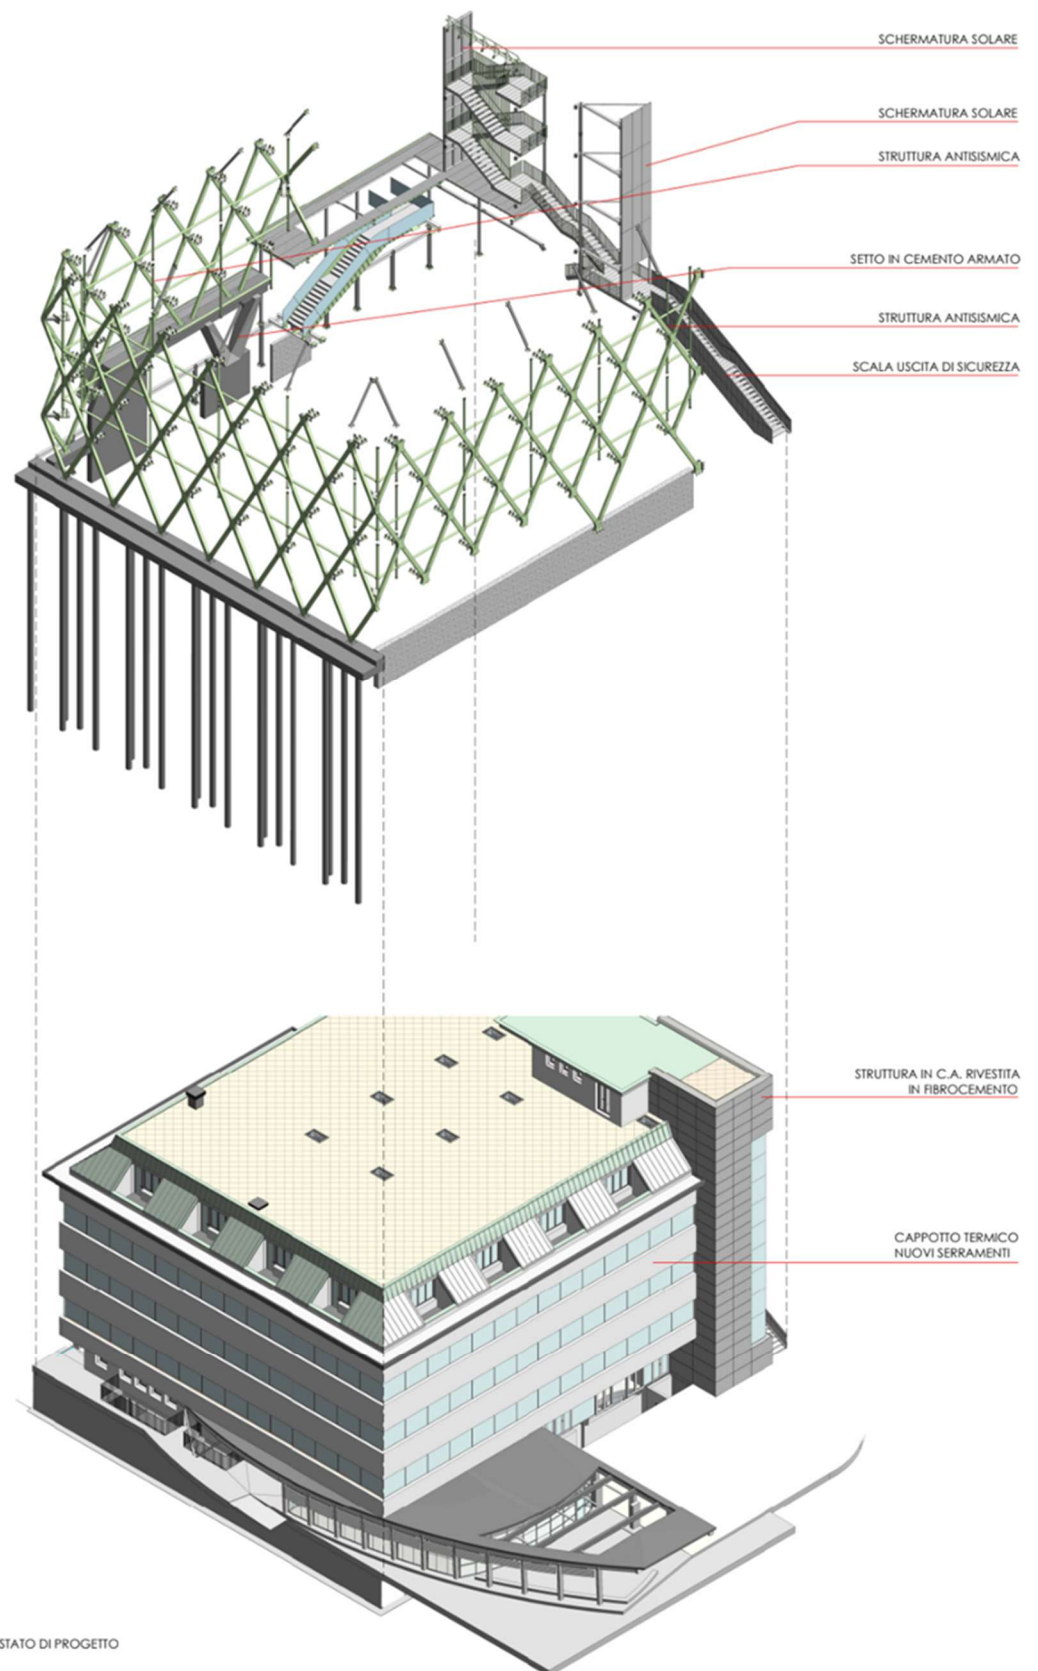 SCHERMATURA SOLARE
SCHERMATURA SOLARE
STRUTTURA ANTISISMICA
SETTO IN CEMENTO ARMATO
STRUTTURA ANTISISMICA
SCALA USCITA DI SICUREZZA
STRUTTURA IN C.A. RIVESTITA
IN FIBROCEMENTO
CAPPOTTO TERMICO
NUOVI SERRAMENTI
STATO DI PROGETTO